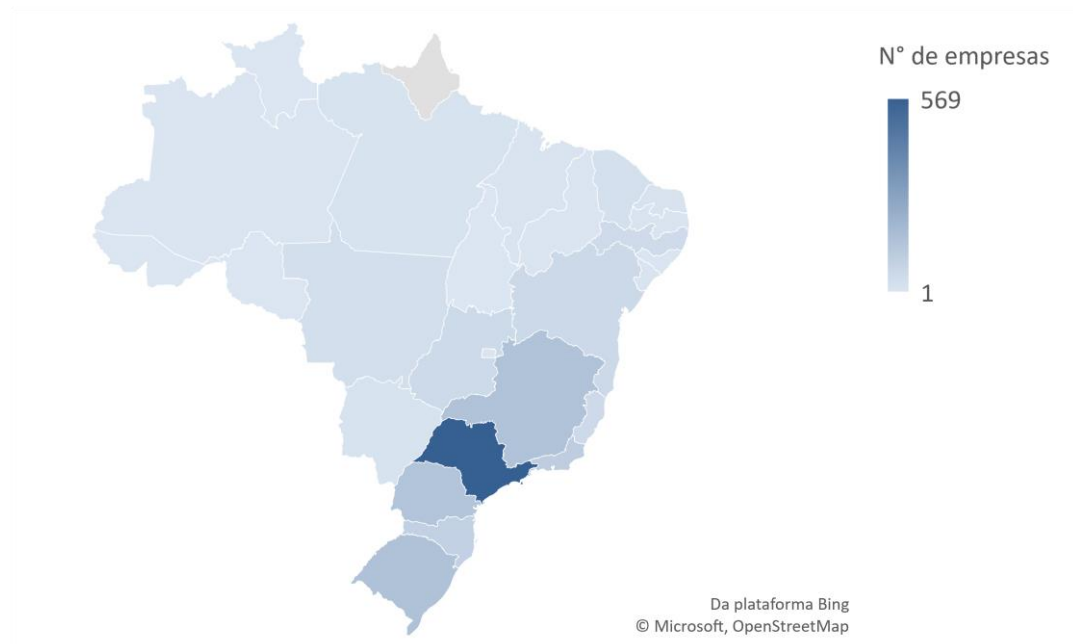 N° de empresas
569
1
Da plataforma Bing
© Microsoft, OpenStreetMap